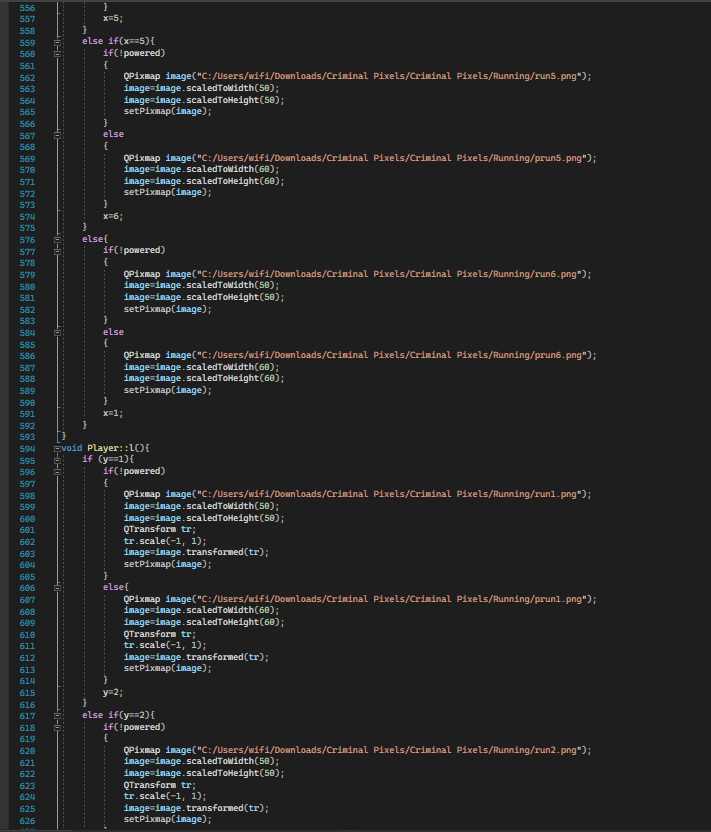 556 }
557 x=5;
558 }
559 else if(x==5){
560 if(!powered)
561 {
562 QPixmap image("C:/Users/wifi/Downloads/Criminal Pixels/Criminal Pixels/Running/run5.png");
563 image=image.scaledToWidth(50);
564 image=image.scaledToHeight(50);
565 setPixmap(image);
566 }
567 else
568 {
569 QPixmap image("C:/Users/wifi/Downloads/Criminal Pixels/Criminal Pixels/Running/prun5.png");
570 image=image.scaledToWidth(60);
571 image=image.scaledToHeight(60);
572 setPixmap(image);
573 }
574 x=6;
575 }
576 else{
577 if(!powered)
578 {
579 QPixmap image("C:/Users/wifi/Downloads/Criminal Pixels/Criminal Pixels/Running/run6.png");
580 image=image.scaledToWidth(50);
581 image=image.scaledToHeight(50);
582 setPixmap(image);
583 }
584 else
585 {
586 QPixmap image("C:/Users/wifi/Downloads/Criminal Pixels/Criminal Pixels/Running/prun6.png");
587 image=image.scaledToWidth(60);
588 image=image.scaledToHeight(60);
589 setPixmap(image);
590 }
591 x=1;
592 }
593 }
594 void Player::l(){
595 if (y==1){
596 if(!powered)
597 {
598 QPixmap image("C:/Users/wifi/Downloads/Criminal Pixels/Criminal Pixels/Running/run1.png");
599 image=image.scaledToWidth(50);
600 image=image.scaledToHeight(50);
601 QTransform tr;
602 tr.scale(-1, 1);
603 image=image.transformed(tr);
604 setPixmap(image);
605 }
606 else{
607 QPixmap image("C:/Users/wifi/Downloads/Criminal Pixels/Criminal Pixels/Running/prun1.png");
608 image=image.scaledToWidth(60);
609 image=image.scaledToHeight(60);
610 QTransform tr;
611 tr.scale(-1, 1);
612 image=image.transformed(tr);
613 setPixmap(image);
614 }
615 y=2;
616 }
617 else if(y==2){
618 if(!powered)
619 {
620 QPixmap image("C:/Users/wifi/Downloads/Criminal Pixels/Criminal Pixels/Running/run2.png");
621 image=image.scaledToWidth(50);
622 image=image.scaledToHeight(50);
623 QTransform tr;
624 tr.scale(-1, 1);
625 image=image.transformed(tr);
626 setPixmap(image);